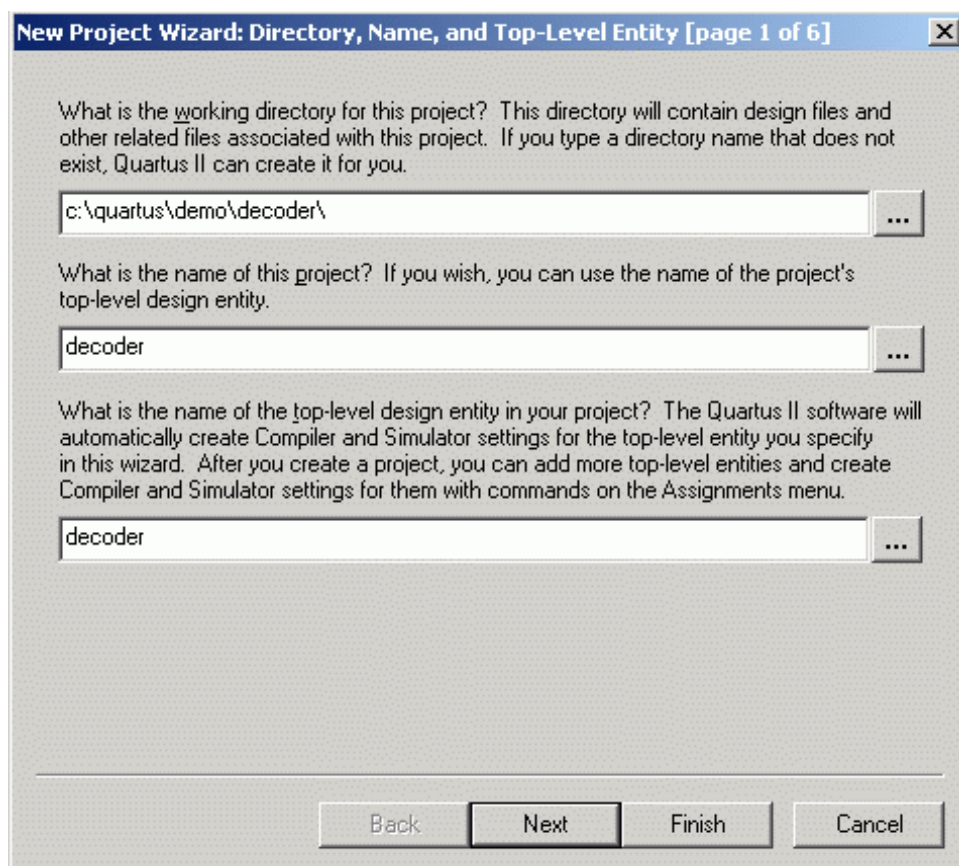 New Project Wizard: Directory, Name, and Top-Level Entity [page 1 of 6]
What is the working directory for this project?  This directory will contain design files and
other related files associated with this project.  If you type a directory name that does not
exist, Quartus II can create it for you.
c:\quartus\demo\decoder\
...
What is the name of this project?  If you wish, you can use the name of the project's
top-level design entity.
decoder
...
What is the name of the top-level design entity in your project?  The Quartus II software will
automatically create Compiler and Simulator settings for the top-level entity you specify
in this wizard.  After you create a project, you can add more top-level entities and create
Compiler and Simulator settings for them with commands on the Assignments menu.
decoder
...
Back
Next
Finish
Cancel